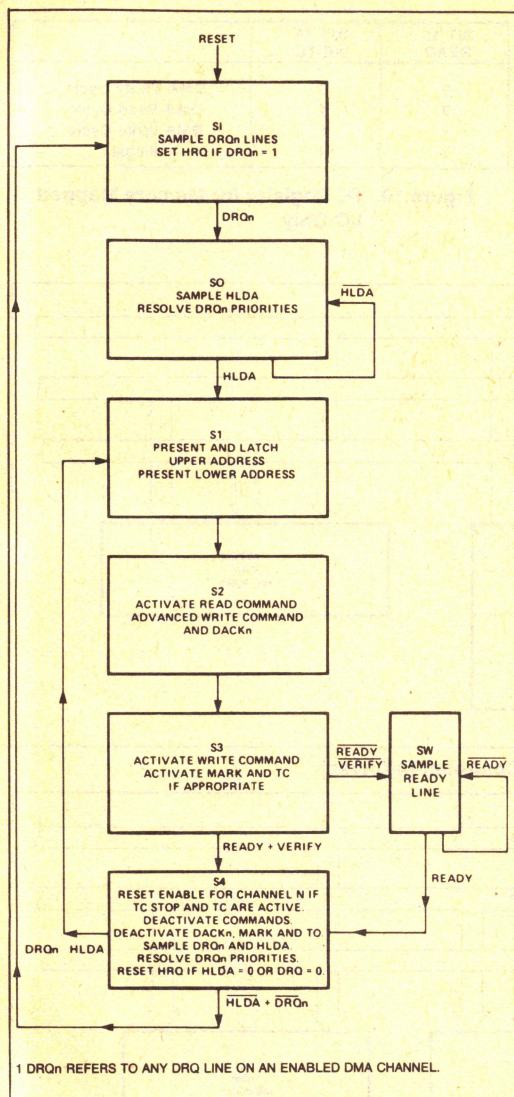 RESET
SI
SAMPLE DRQn LINES
SET HRQ IF DRQn = 1
DRQn
SO
SAMPLE HLDA
RESOLVE DRQn PRIORITIES
HLDA
HLDA
S1
PRESENT AND LATCH
UPPER ADDRESS
PRESENT LOWER ADDRESS
S2
ACTIVATE READ COMMAND
ADVANCED WRITE COMMAND
AND DACKn
S3
ACTIVATE WRITE COMMAND
ACTIVATE MARK AND TC
IF APPROPRIATE
READY
VERIFY
SW
SAMPLE
READY
LINE
READY
READY + VERIFY
READY
S4
RESET ENABLE FOR CHANNEL N IF
TC STOP AND TC ARE ACTIVE.
DEACTIVATE COMMANDS.
DEACTIVATE DACKn, MARK AND TO.
SAMPLE DRQn AND HLDA.
RESOLVE DRQn PRIORITIES.
RESET HRQ IF HLDA = 0 OR DRQ = 0.
DRQn HLDA
HLDA + DRQn
1 DRQn REFERS TO ANY DRQ LINE ON AN ENABLED DMA CHANNEL.